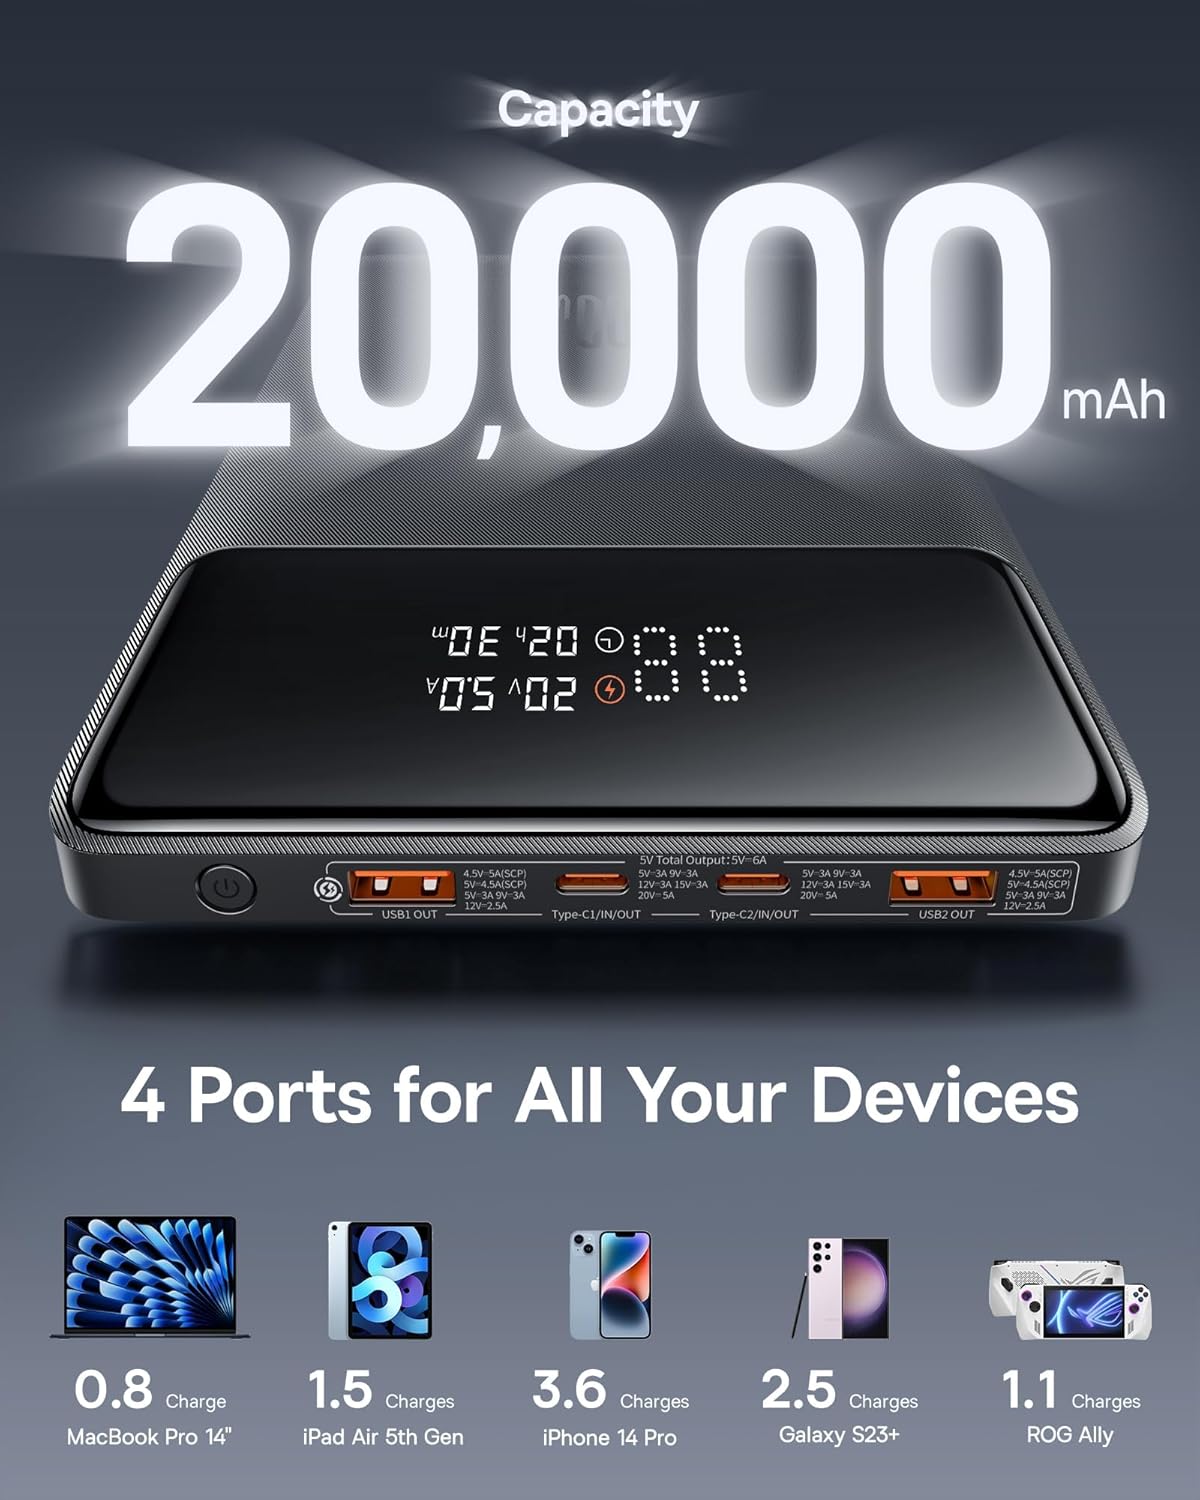 Capacity
20,000 mAh
88 02h 30m
20V 5.0A
5V Total Output:5V⎓6A
4.5V⎓5A(SCP)
5V⎓4.5A(SCP)
5V⎓3A 9V⎓3A
12V⎓2.5A
5V⎓3A 9V⎓3A
12V⎓3A 15V⎓3A
20V⎓5A
5V⎓3A 9V⎓3A
12V⎓3A 15V⎓3A
20V⎓5A
4.5V⎓5A(SCP)
5V⎓4.5A(SCP)
5V⎓3A 9V⎓3A
12V⎓2.5A
USB1 OUT
Type-C1/IN/OUT
Type-C2/IN/OUT
USB2 OUT
4 Ports for All Your Devices
0.8 Charge
MacBook Pro 14"
1.5 Charges
iPad Air 5th Gen
3.6 Charges
iPhone 14 Pro
2.5 Charges
Galaxy S23+
1.1 Charges
ROG Ally